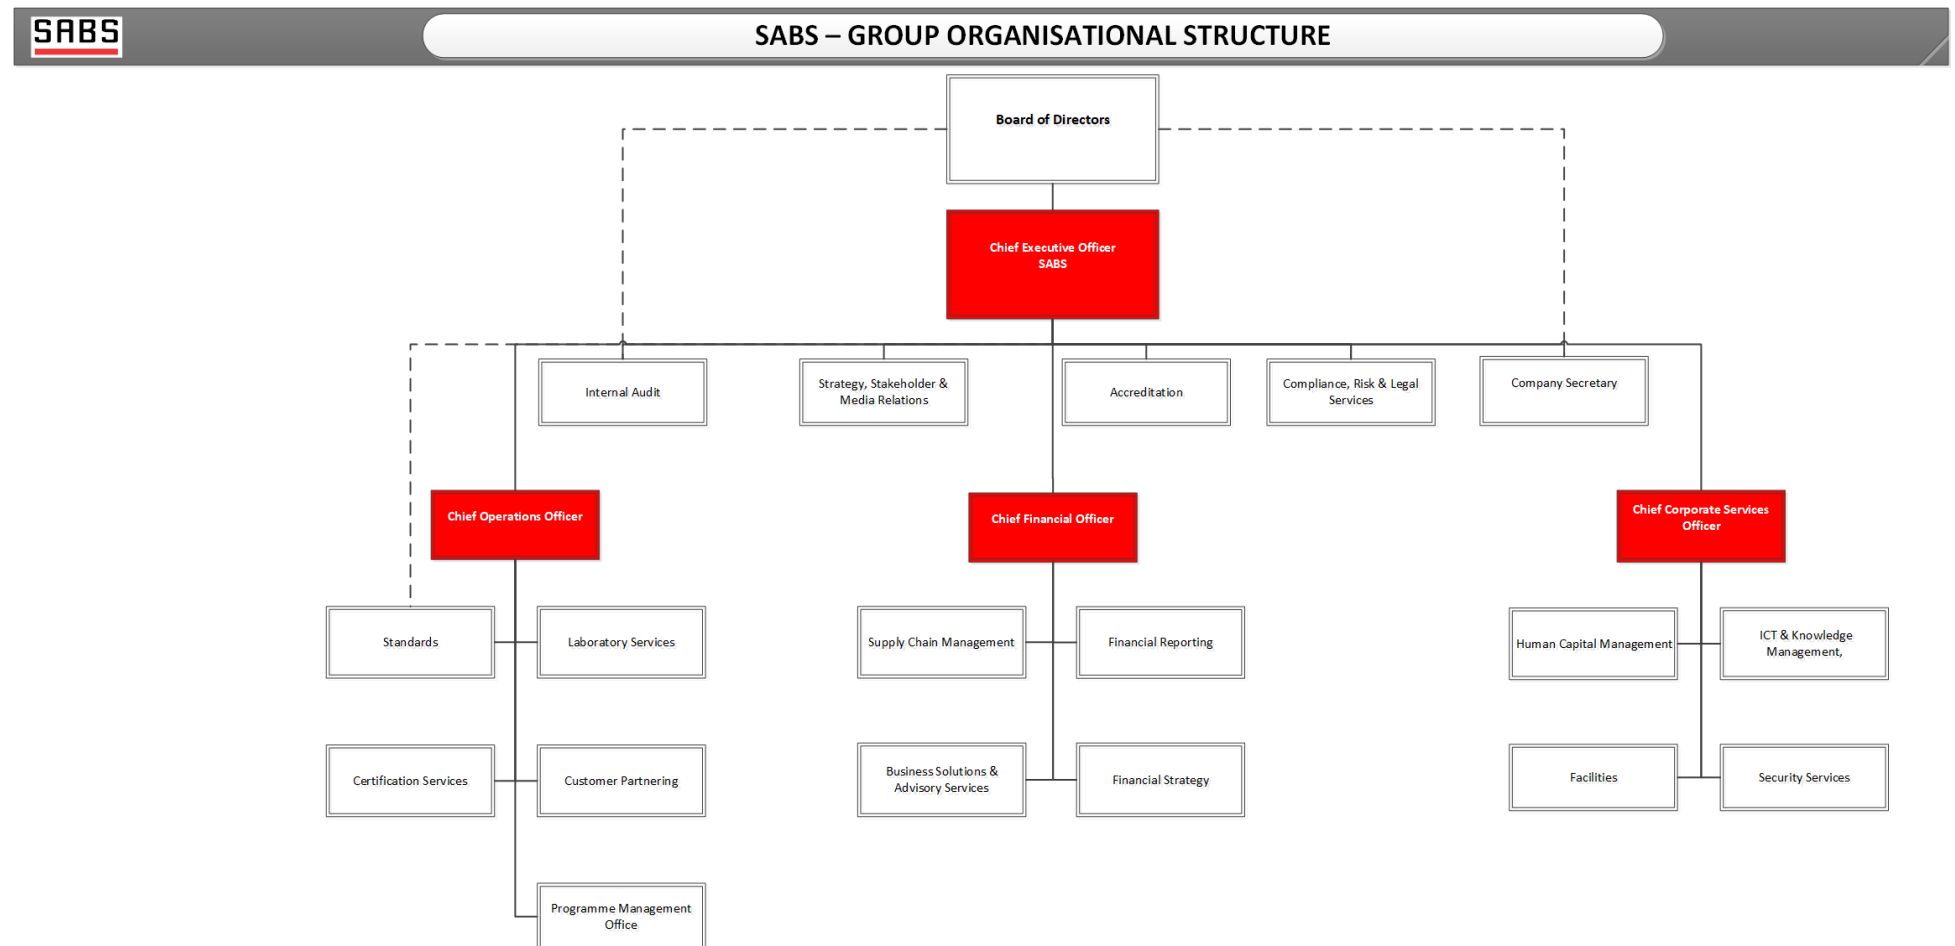 SABS
SABS – GROUP ORGANISATIONAL STRUCTURE
Board of Directors
Chief Executive Officer
SABS
Internal Audit
Strategy, Stakeholder &
Media Relations
Accreditation
Compliance, Risk & Legal
Services
Company Secretary
Chief Operations Officer
Chief Financial Officer
Chief Corporate Services
Officer
Standards
Laboratory Services
Supply Chain Management
Financial Reporting
Human Capital Management
ICT & Knowledge
Management,
Certification Services
Customer Partnering
Business Solutions &
Advisory Services
Financial Strategy
Facilities
Security Services
Programme Management
Office